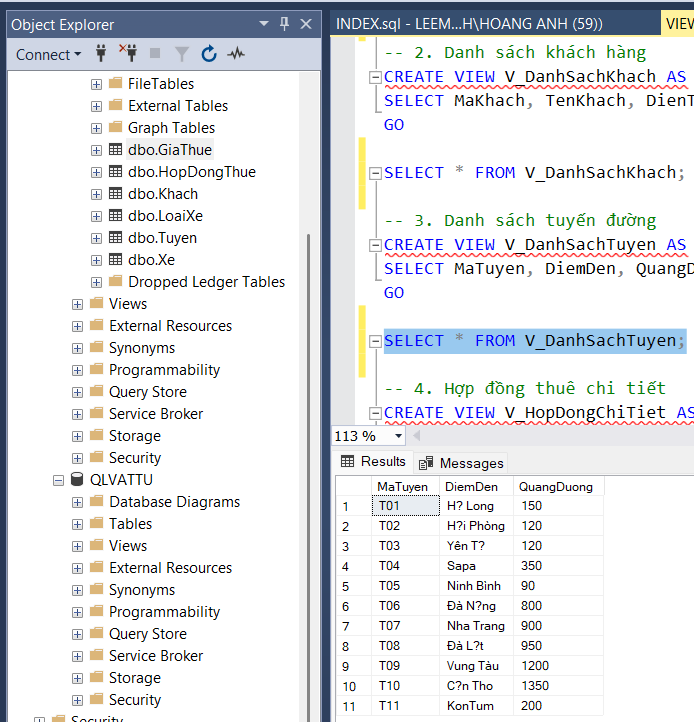 Object Explorer
Connect
FileTables
External Tables
Graph Tables
dbo.GiaThue
dbo.HopDongThue
dbo.Khach
dbo.LoaiXe
dbo.Tuyen
dbo.Xe
Dropped Ledger Tables
Views
External Resources
Synonyms
Programmability
Query Store
Service Broker
Storage
Security
QLVATTU
Database Diagrams
Tables
Views
External Resources
Synonyms
Programmability
Query Store
Service Broker
Storage
Security
Security
INDEX.sql - LEEM...H\HOANG ANH (59))
VIEW
-- 2. Danh sách khách hàng
CREATE VIEW V_DanhSachKhach AS
SELECT MaKhach, TenKhach, DienT
GO
SELECT * FROM V_DanhSachKhach;
-- 3. Danh sách tuyến đường
CREATE VIEW V_DanhSachTuyen AS
SELECT MaTuyen, DiemDen, QuangD
GO
SELECT * FROM V_DanhSachTuyen;
-- 4. Hợp đồng thuê chi tiết
CREATE VIEW V_HopDongChiTiet AS
113 %
Results Messages
MaTuyen DiemDen QuangDuong
1 T01 H? Long 150
2 T02 H?i Phòng 120
3 T03 Yên T? 120
4 T04 Sapa 350
5 T05 Ninh Bình 90
6 T06 Đà N?ng 800
7 T07 Nha Trang 900
8 T08 Đà L?t 950
9 T09 Vung Tàu 1200
10 T10 C?n Tho 1350
11 T11 KonTum 200